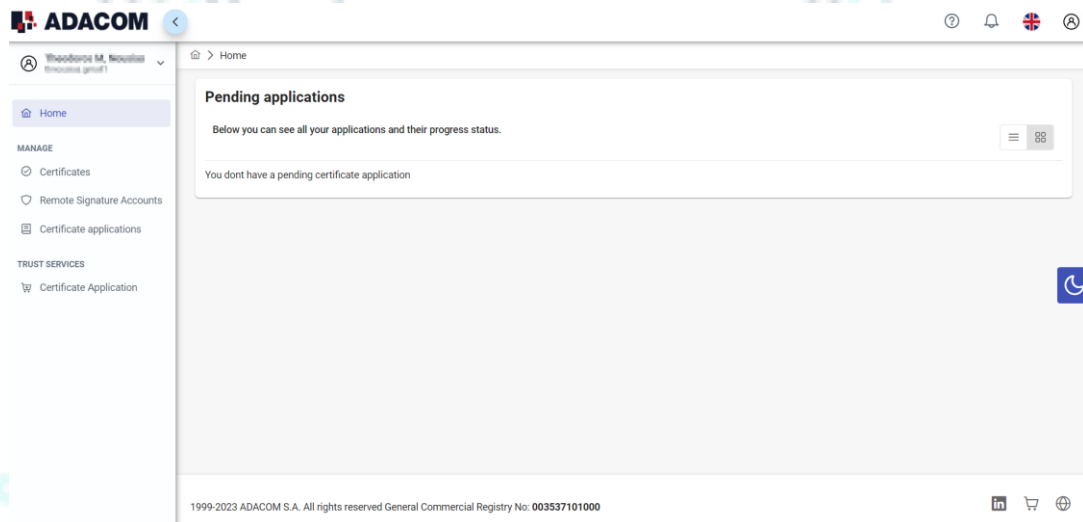 ADACOM
Home
Home
MANAGE
Certificates
Remote Signature Accounts
Certificate applications
TRUST SERVICES
Certificate Application
Pending applications
Below you can see all your applications and their progress status.
You dont have a pending certificate application
1999-2023 ADACOM S.A. All rights reserved General Commercial Registry No: 003537101000